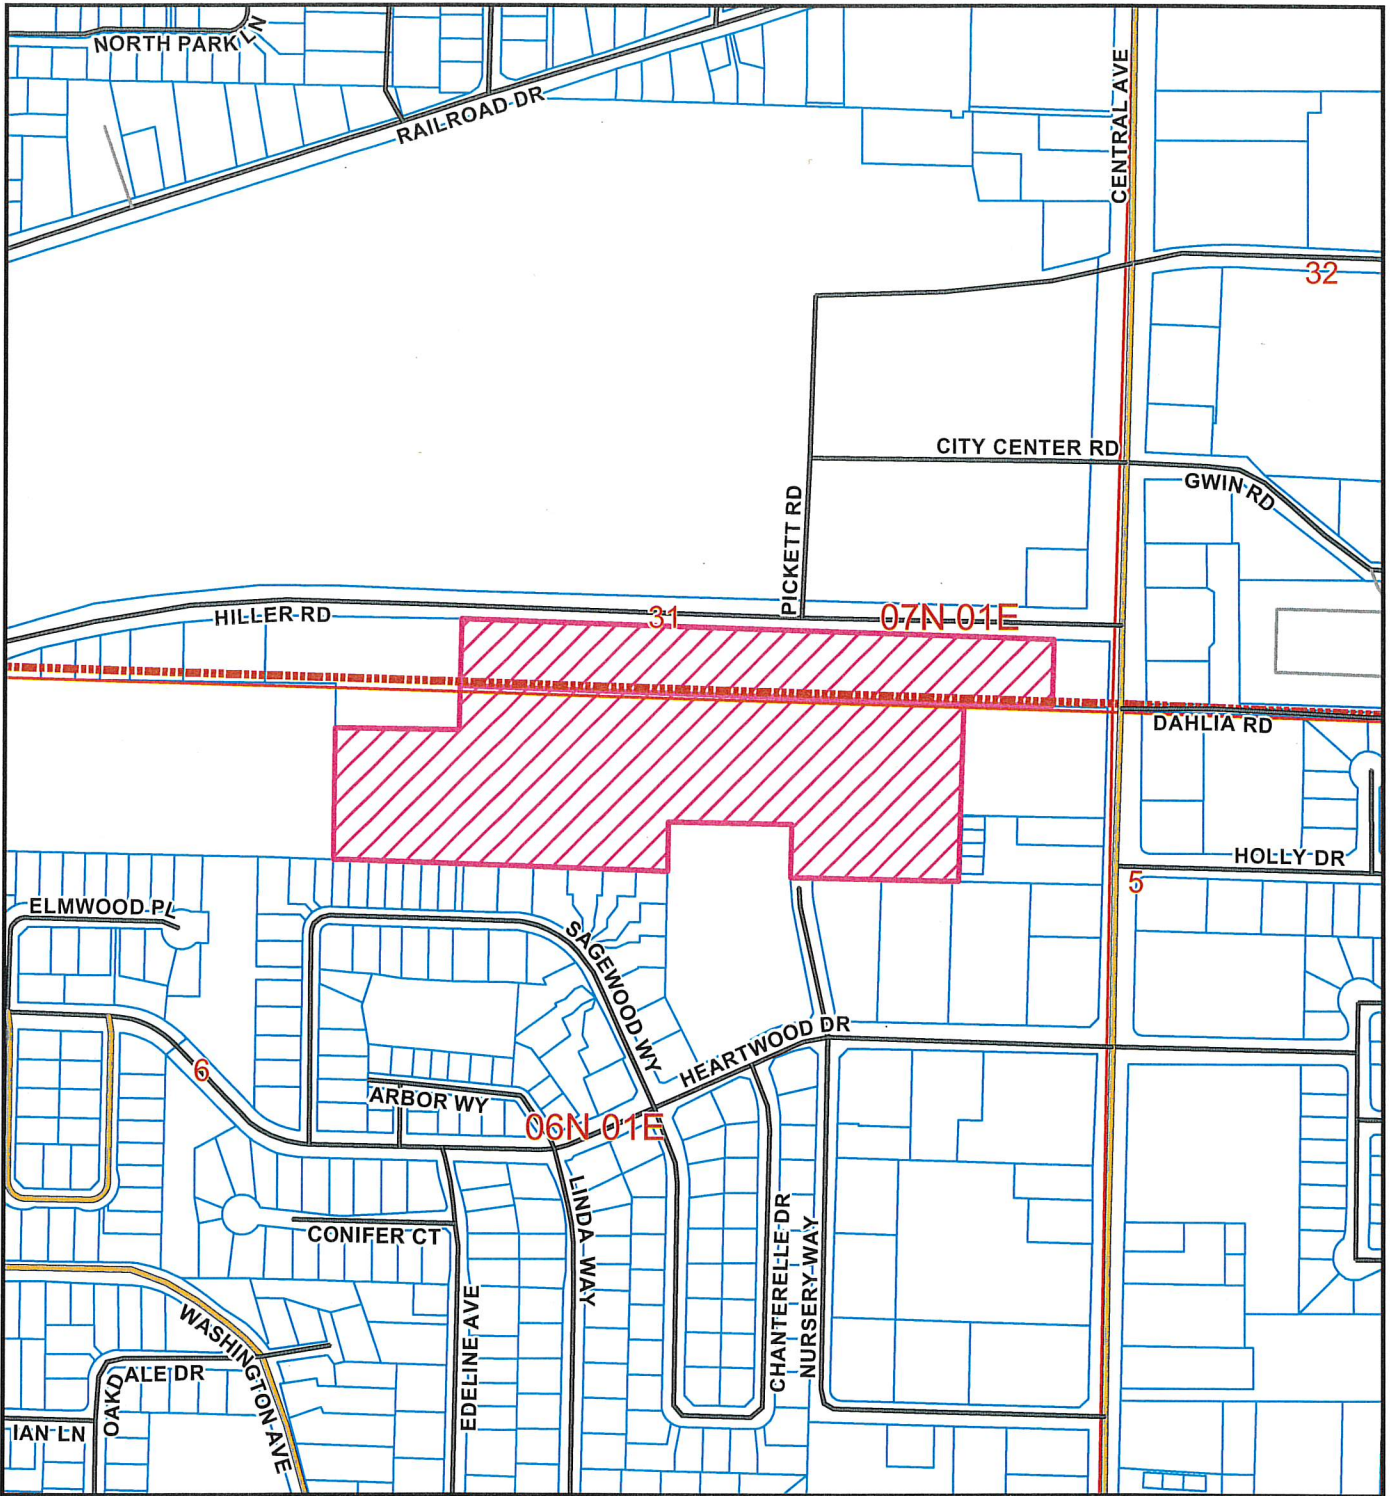 NORTH PARK LN
RAILROAD DR
CENTRAL AVE
32
CITY CENTER RD
GWIN RD
PICKETT RD
HILLER RD
31
07N 01E
DAHLIA RD
HOLLY DR
5
ELMWOOD PL
SAGEWOOD WY
HEARTWOOD DR
6
ARBOR WY
06N 01E
LINDA WAY
CONIFER CT
CHANTERELLE DR
NURSERY WAY
EDELINE AVE
WASHINGTON AVE
OAKDALE DR
IAN LN